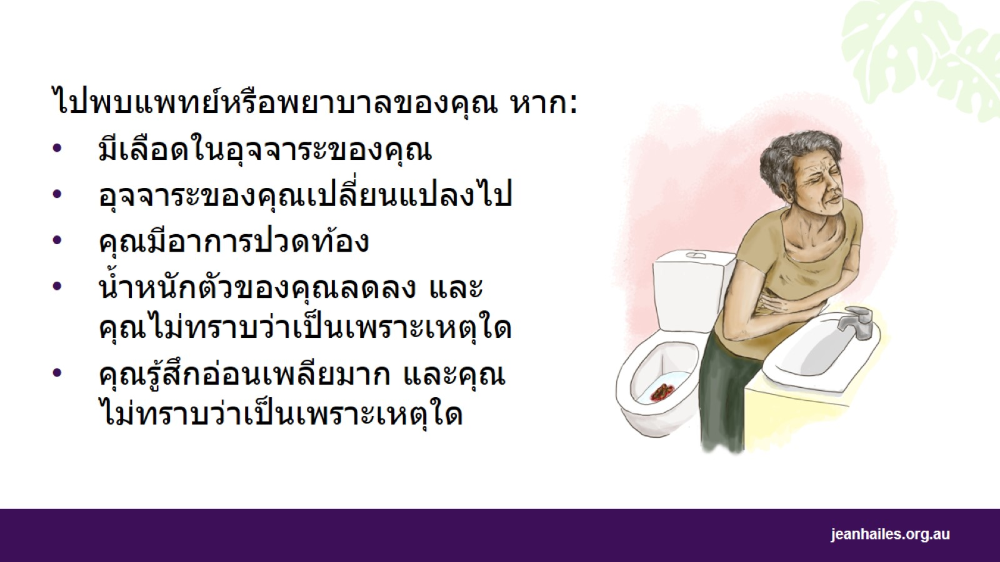 ไปพบแพทย์หรือพยาบาลของคุณ หาก:
• มีเลือดในอุจจาระของคุณ
• อุจจาระของคุณเปลี่ยนแปลงไป
• คุณมีอาการปวดท้อง
• น้ำหนักตัวของคุณลดลง และ
คุณไม่ทราบว่าเป็นเพราะเหตุใด
• คุณรู้สึกอ่อนเพลียมาก และคุณ
ไม่ทราบว่าเป็นเพราะเหตุใด
jeanhailes.org.au